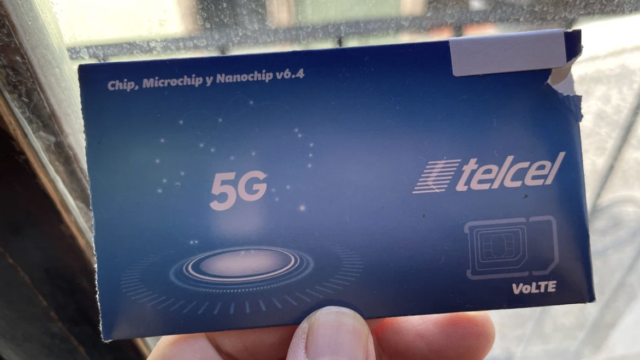 Chip, Microchip y Nanochip v6.4
5G
telcel
VoLTE